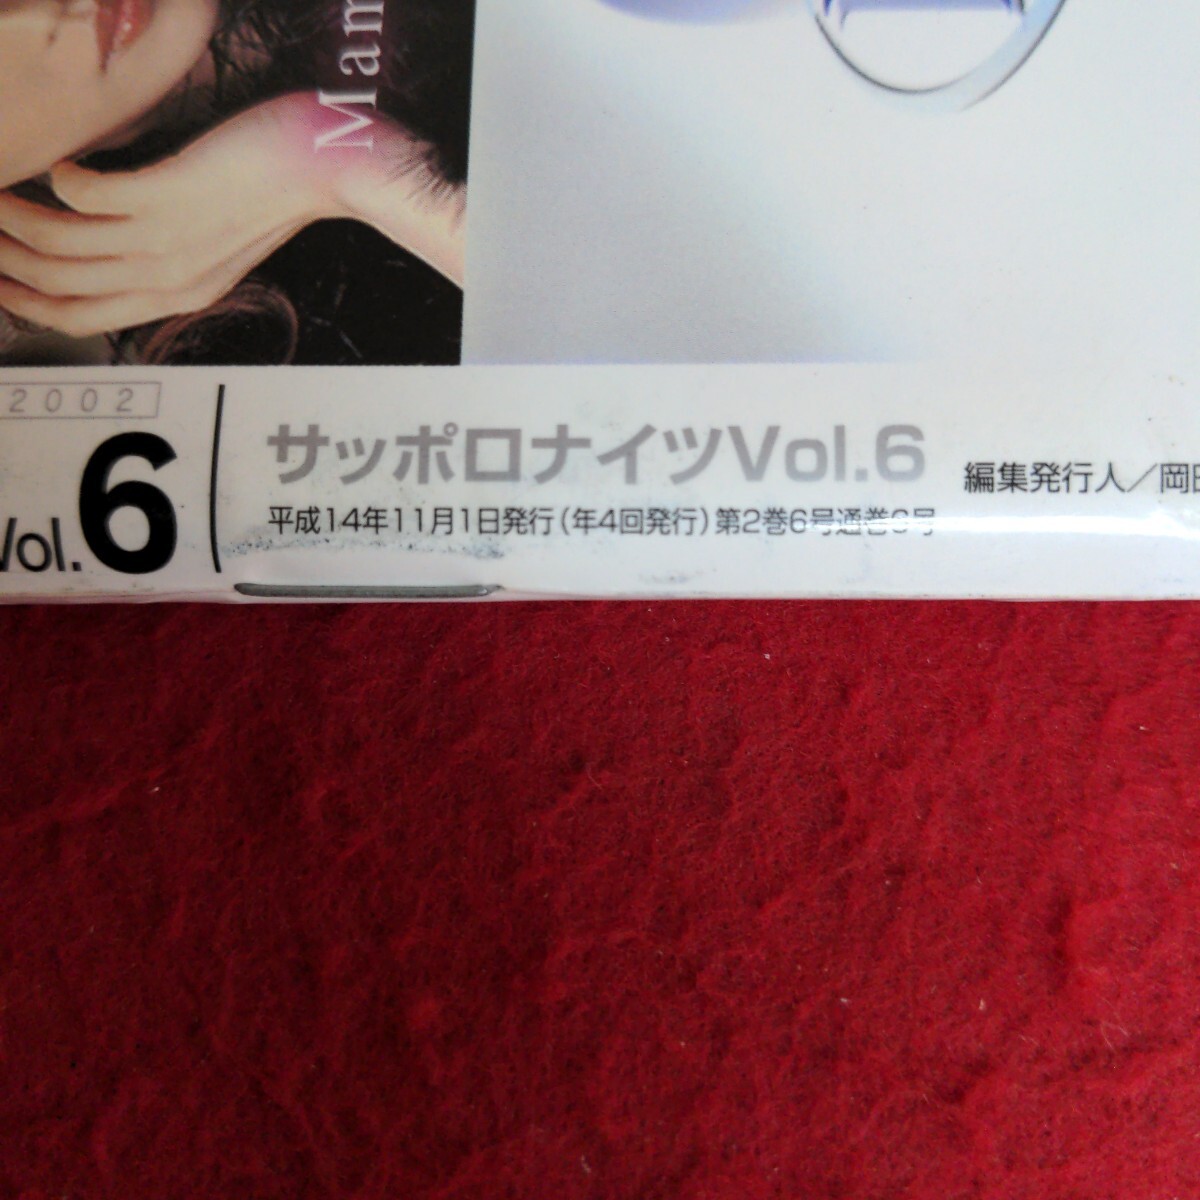 Mam
2002
Vol.6
サッポロナイツVol.6
平成14年11月1日発行(年4回発行)第2巻6号通巻6号
編集発行人／岡田